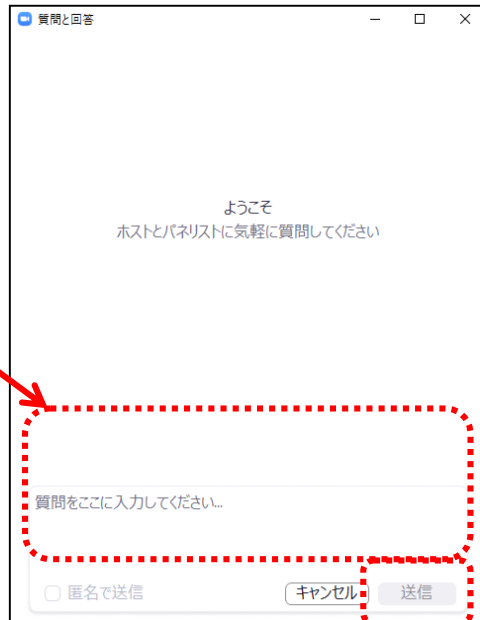 質問と回答
ようこそ
ホストとパネリストに気軽に質問してください
質問をここに入力してください...
匿名で送信
キャンセル
送信